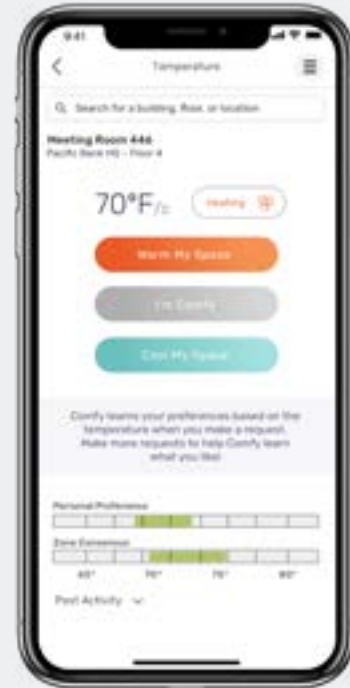 9:41
Temperature
Search for a building, floor, or location
Meeting Room 446
Pacific Bank HQ - Floor 4
70°F/c
Heating
Warm My Space
I'm Comfy
Cool My Space
Comfy learns your preferences based on the
temperature when you make a request.
Make more requests to help Comfy learn
what you like!
Personal Preference
Zone Consensus
65° 70° 75° 80°
Past Activity